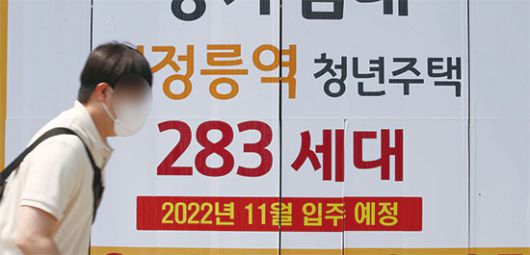 정릉역 청년주택
283 세대
2022년 11월 입주 예정